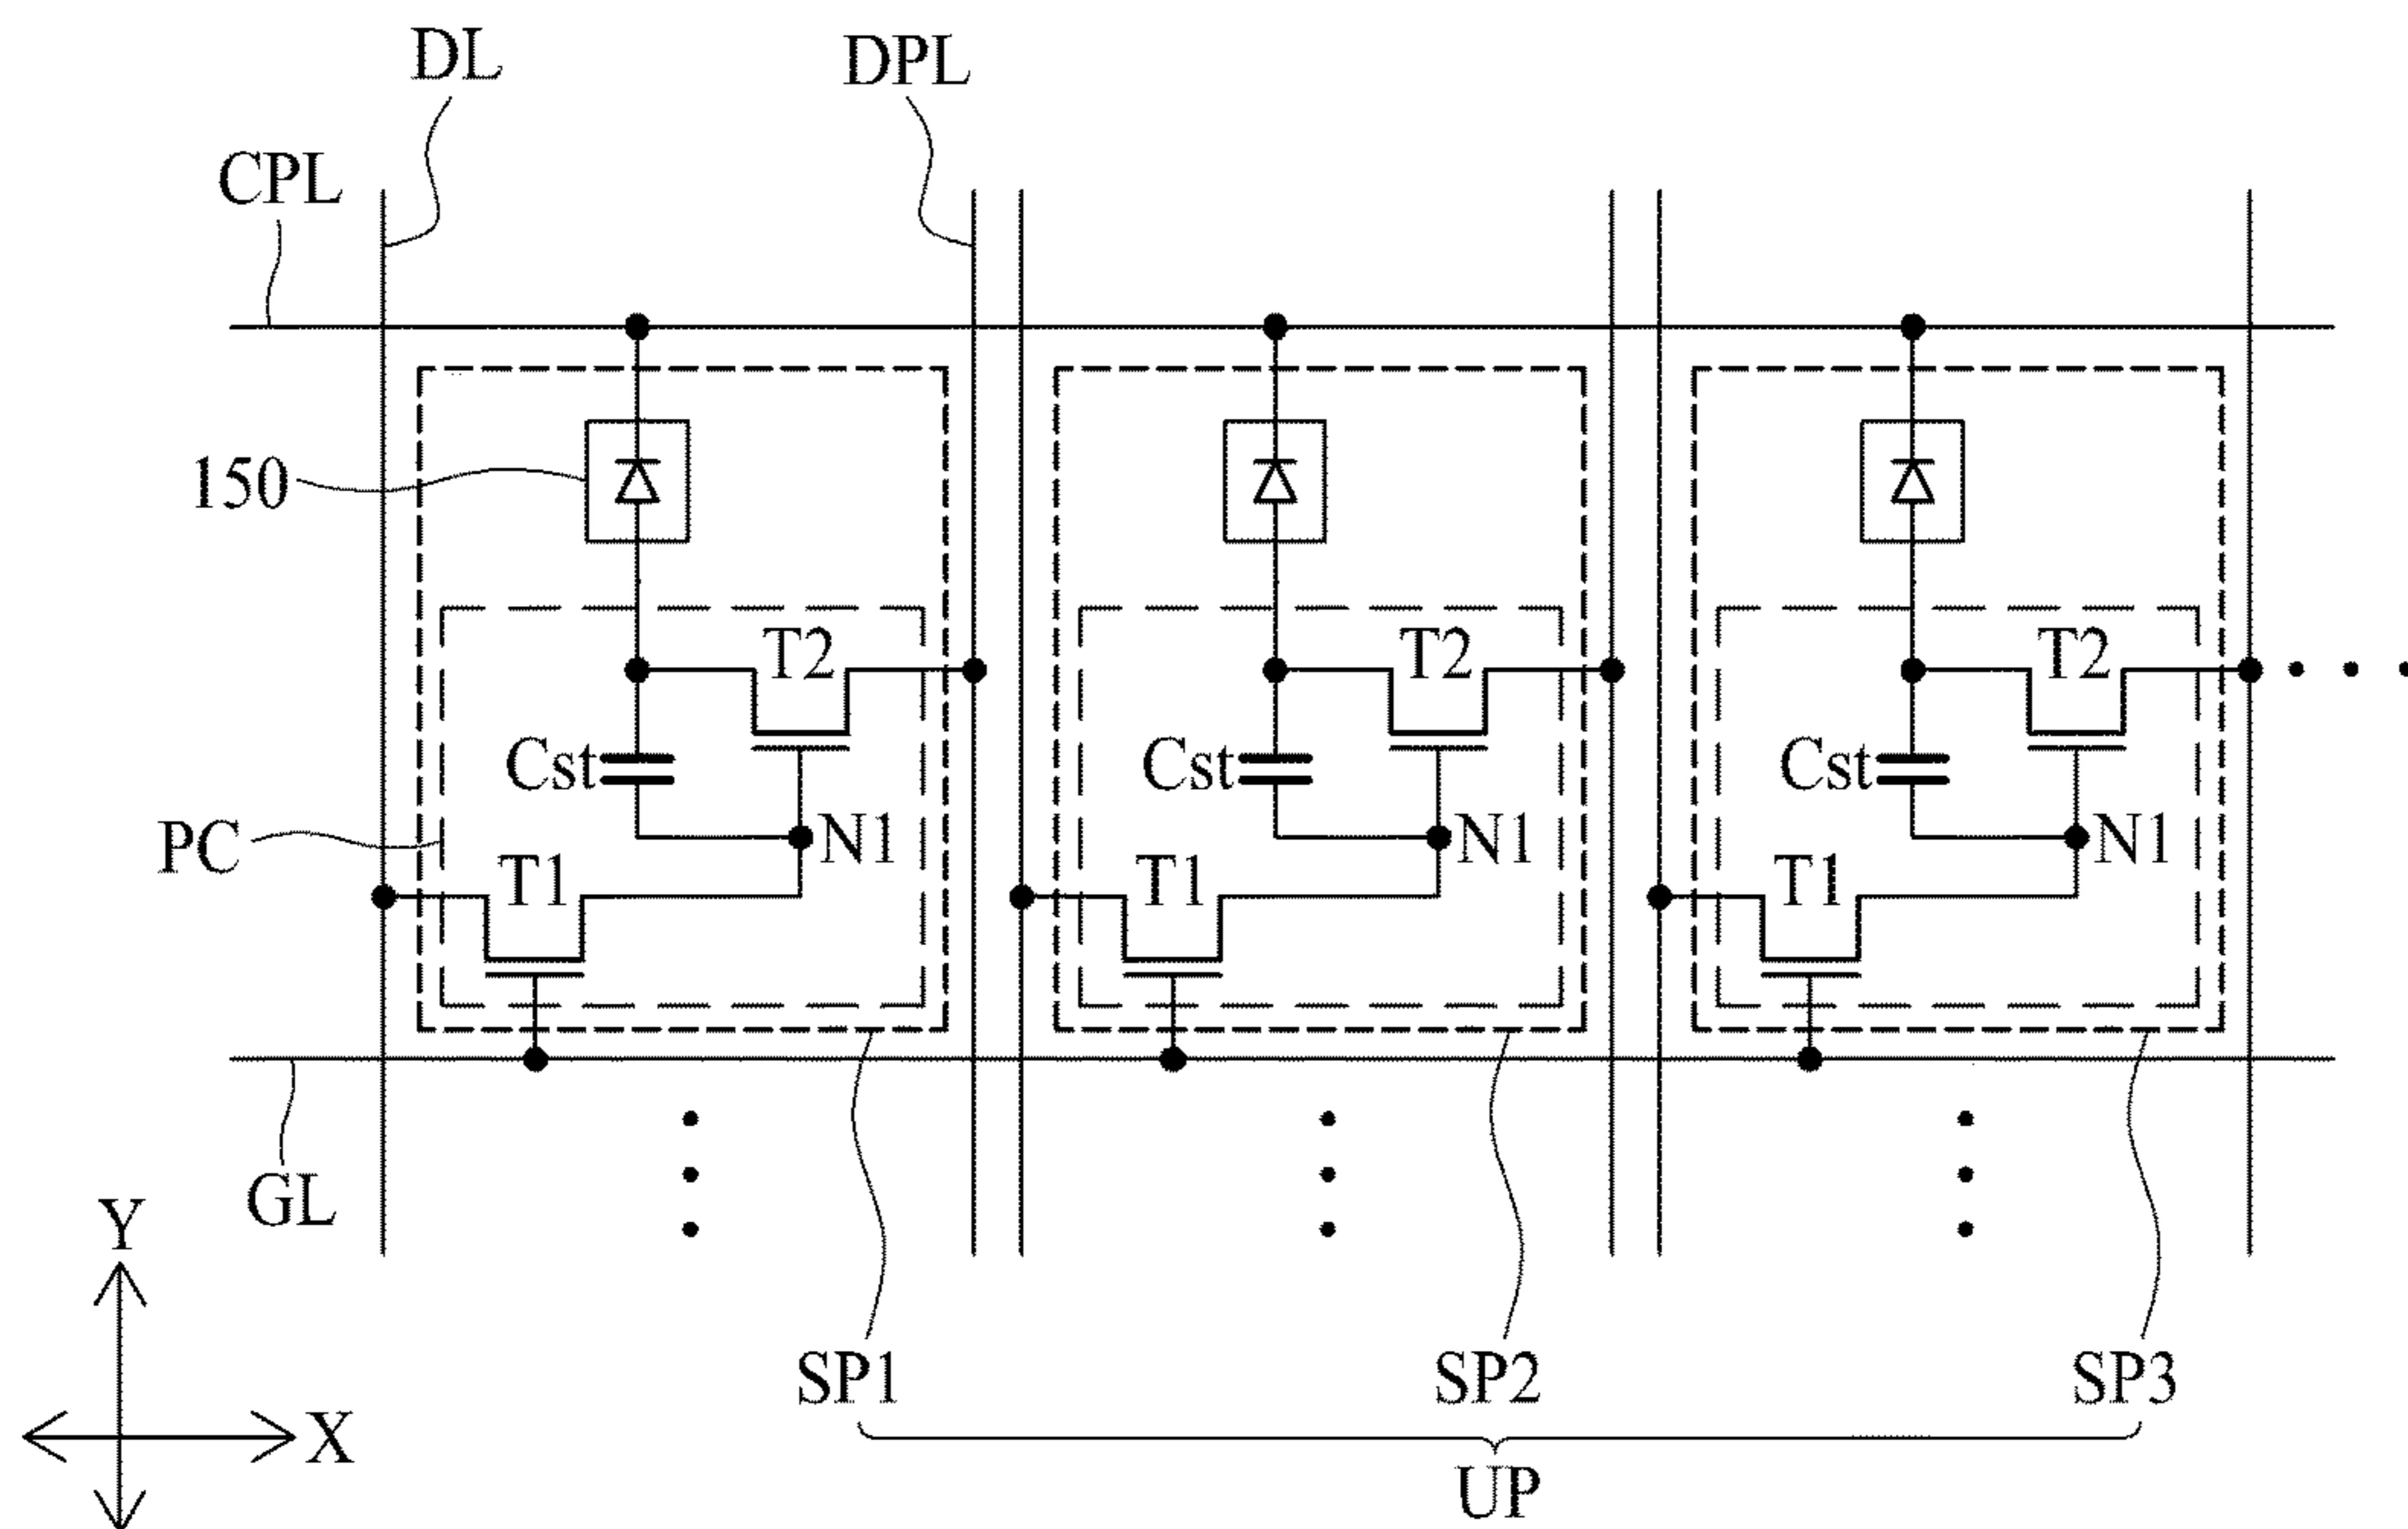 DL DPL
CPL
150
T2 T2 T2
Cst Cst Cst
PC N1 N1 N1
T1 T1 T1
GL
Y
SP1 SP2 SP3
X
UP